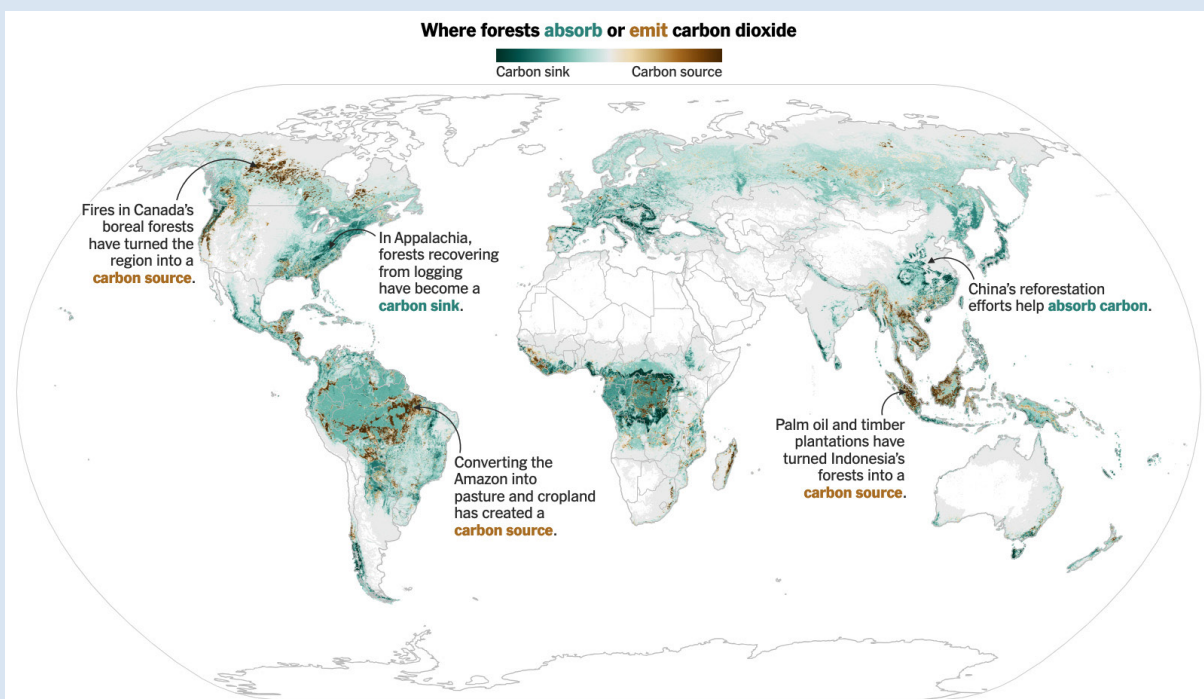 Where forests absorb or emit carbon dioxide
Carbon sink
Carbon source
Fires in Canada's
boreal forests
have turned the
region into a
carbon source.
In Appalachia,
forests recovering
from logging
have become a
carbon sink.
China's reforestation
efforts help absorb carbon.
Converting the
Amazon into
pasture and cropland
has created a
carbon source.
Palm oil and timber
plantations have
turned Indonesia's
forests into a
carbon source.